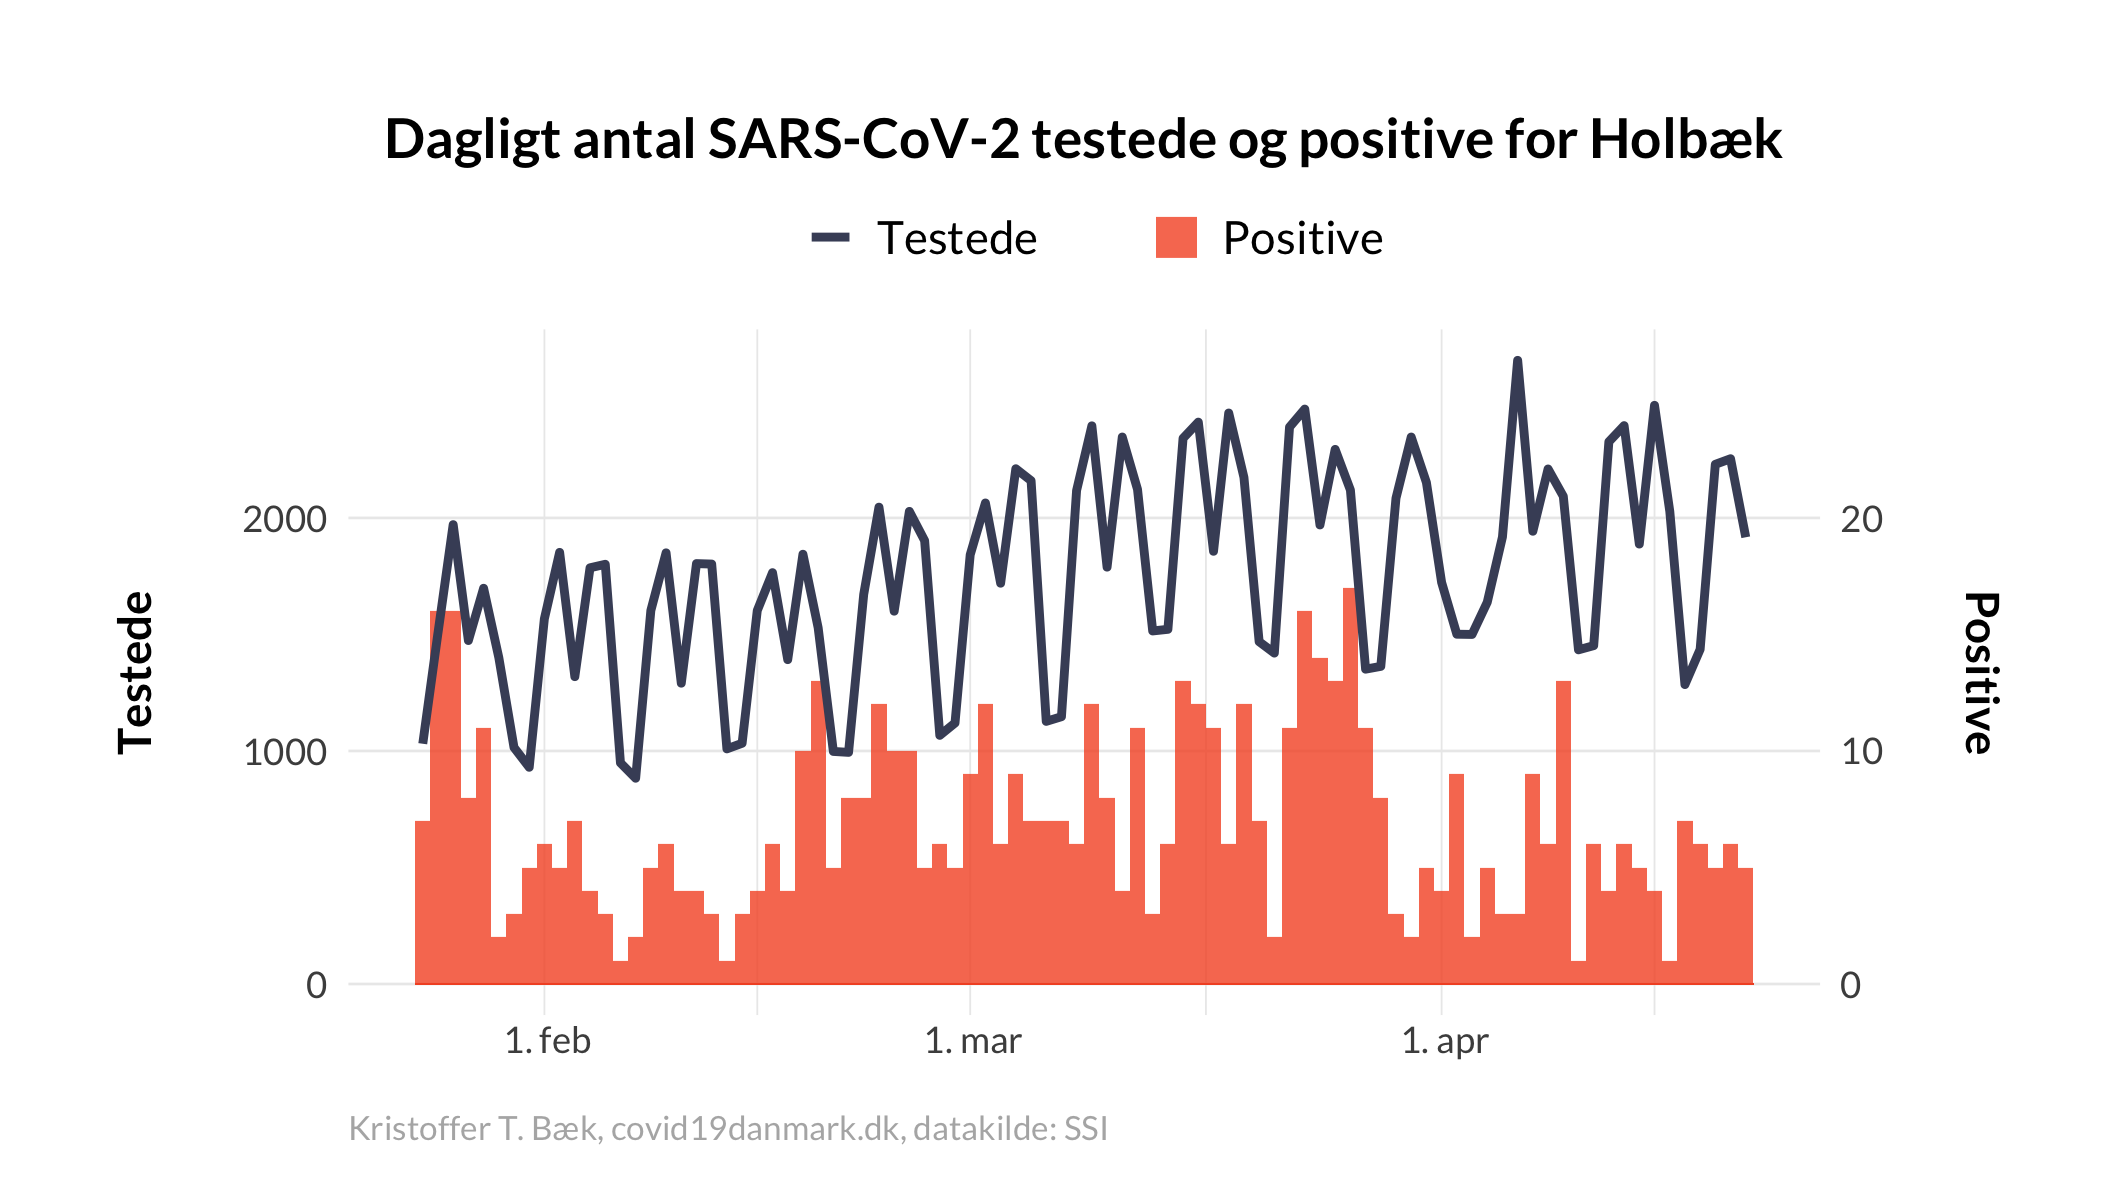 Dagligt antal SARS-CoV-2 testede og positive for Holbæk
Testede Positive
2000 20
1000 10
0 0
Testede
Positive
1. feb 1. mar 1. apr
Kristoffer T. Bæk, covid19danmark.dk, datakilde: SSI